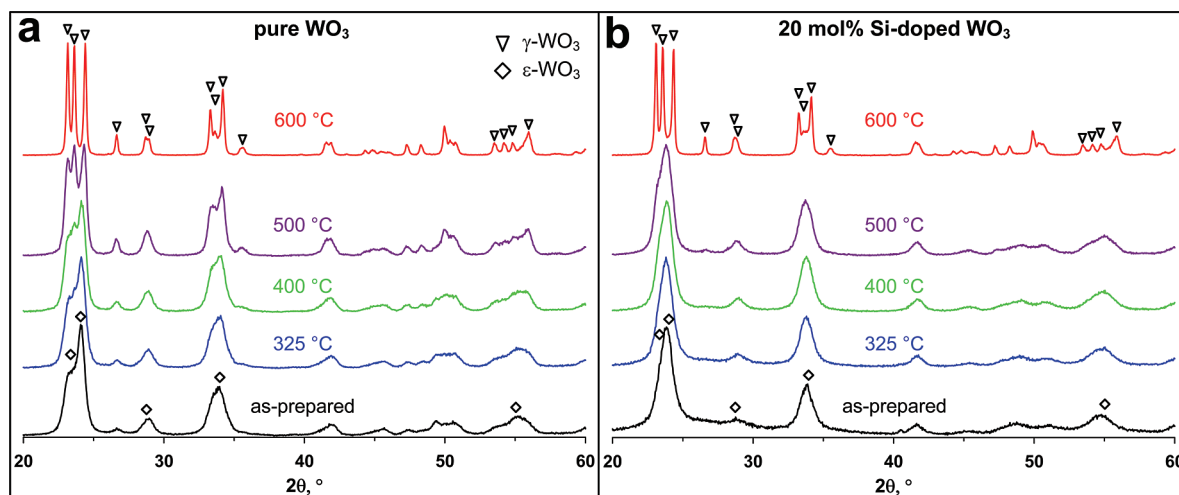 a
pure WO₃
γ-WO₃
ε-WO₃
600 °C
500 °C
400 °C
325 °C
as-prepared
20 30 40 50 60
2θ, °
b
20 mol% Si-doped WO₃
600 °C
500 °C
400 °C
325 °C
as-prepared
20 30 40 50 60
2θ, °